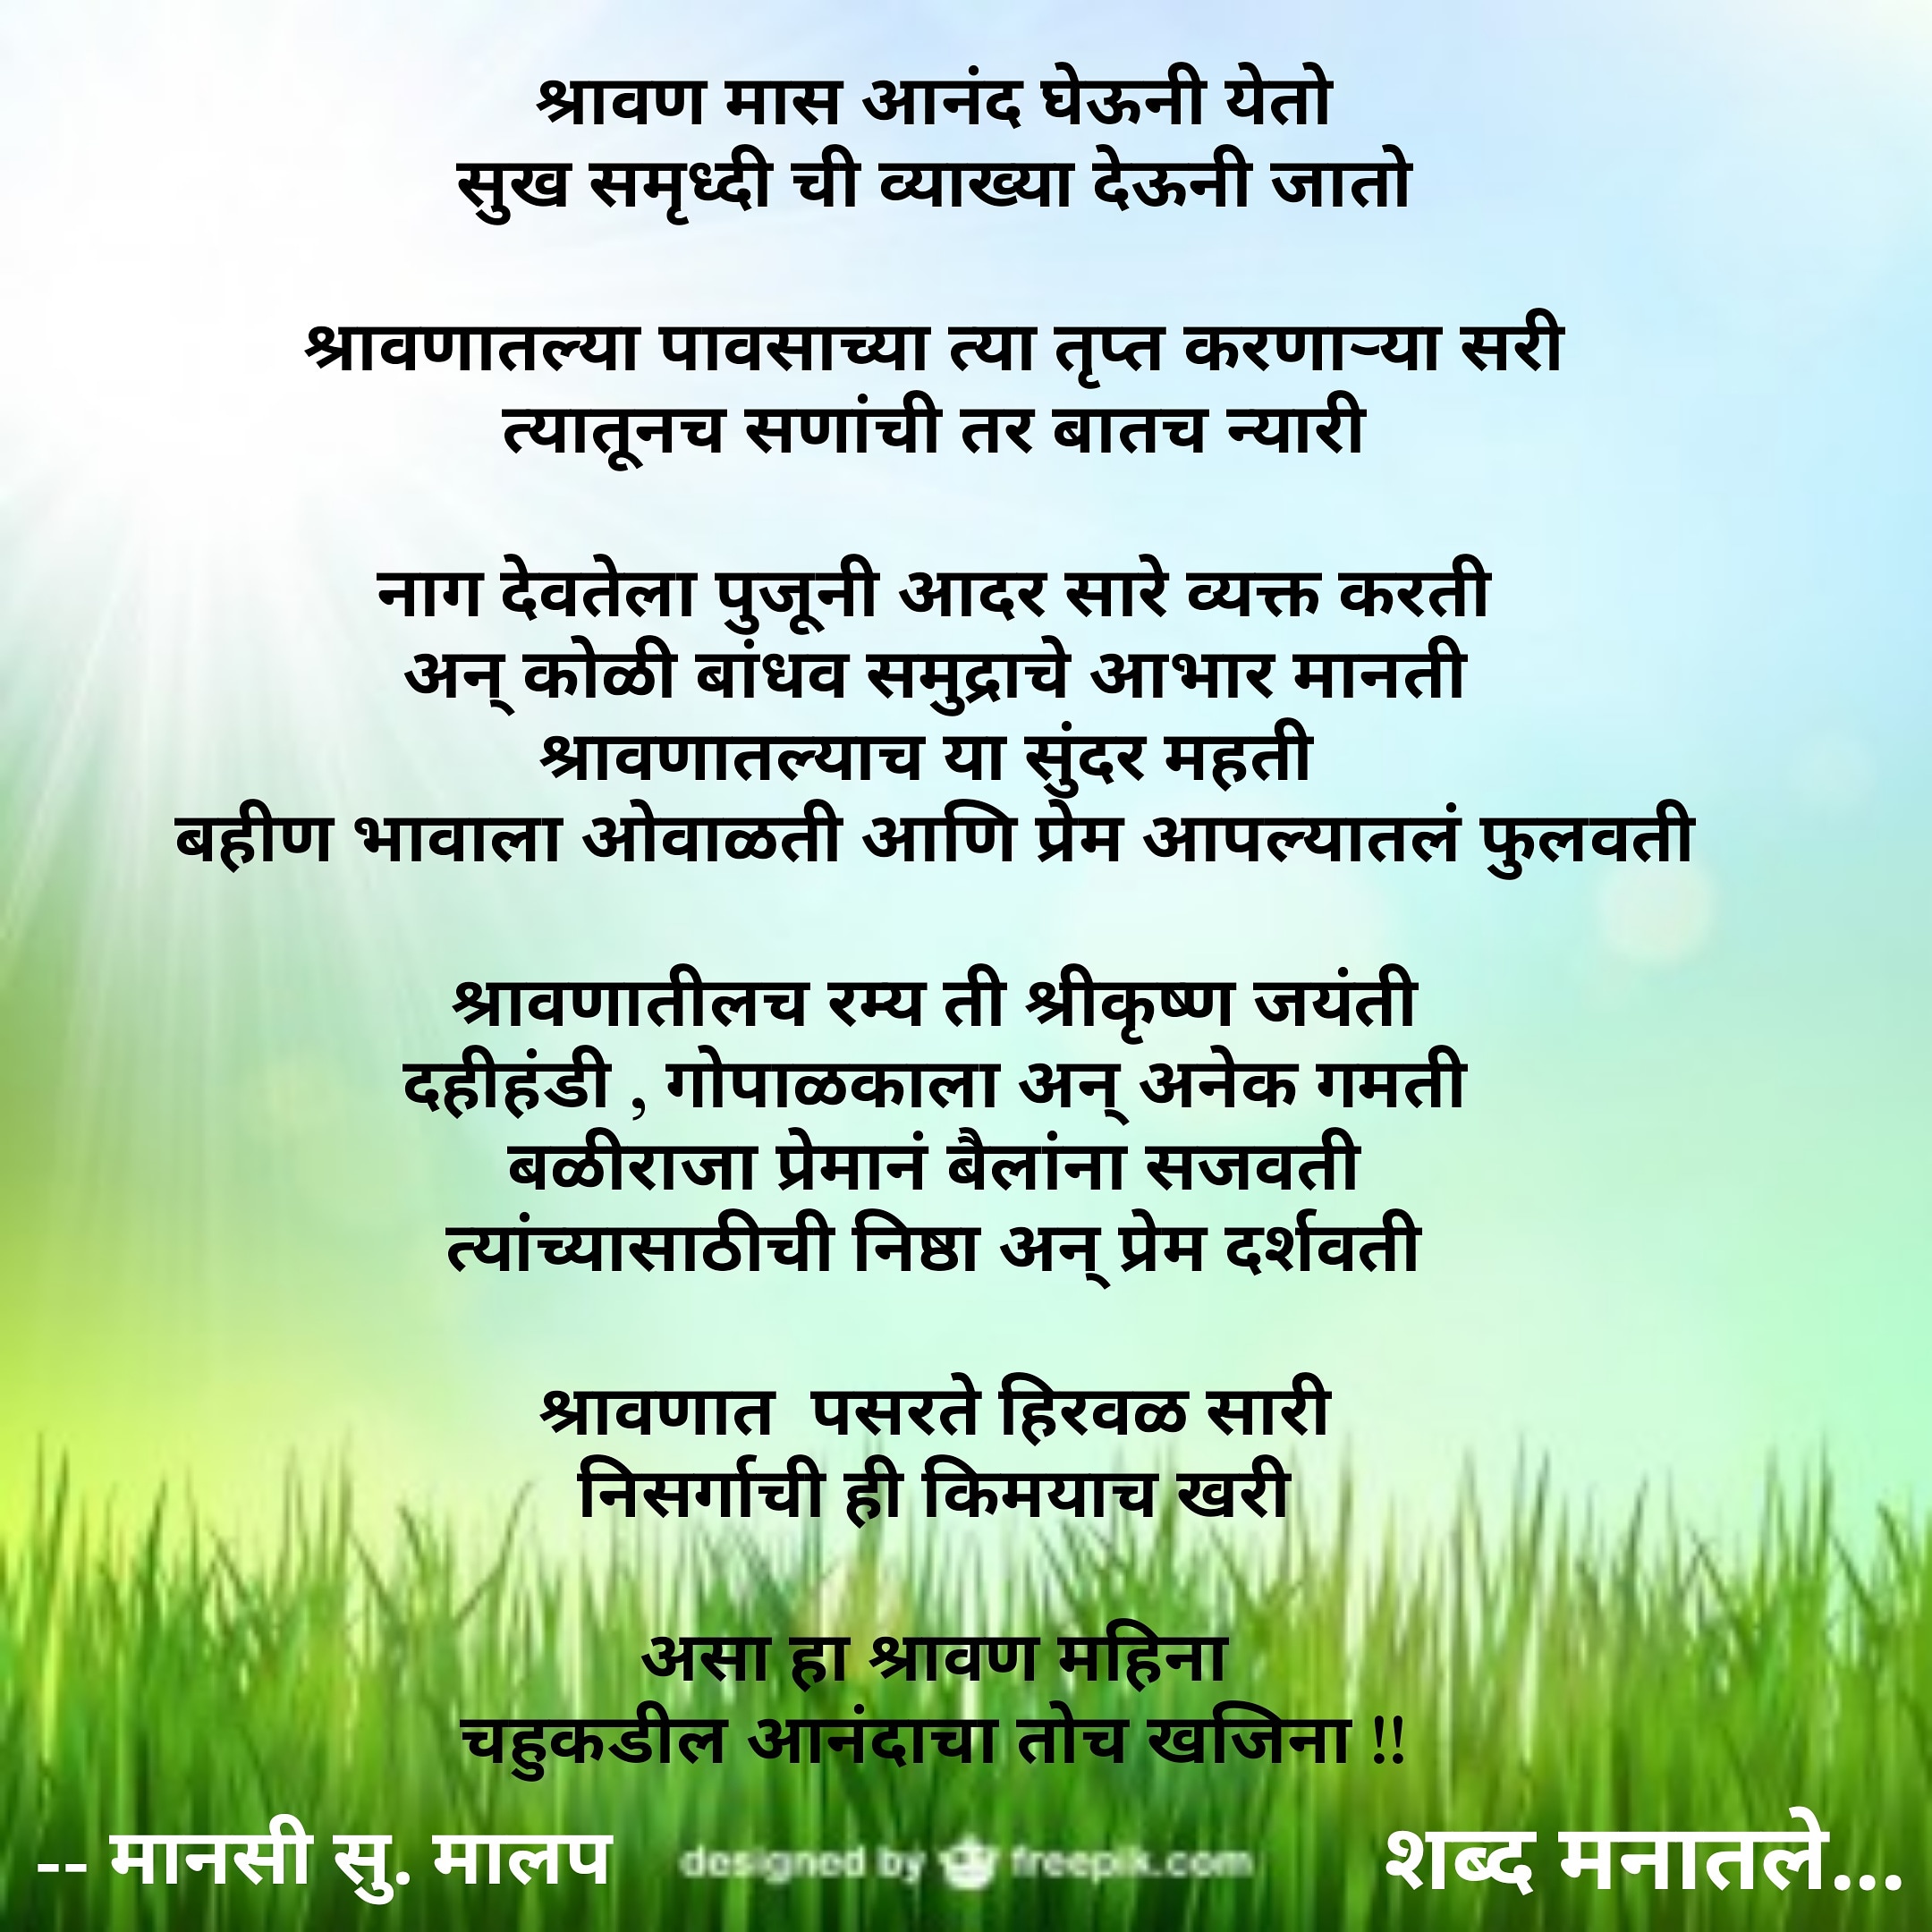 श्रावण मास आनंद घेऊनी येतो
सुख समृध्दी ची व्याख्या देऊनी जातो
श्रावणातल्या पावसाच्या त्या तृप्त करणाऱ्या सरी
त्यातूनच सणांची तर बातच न्यारी
नाग देवतेला पुजूनी आदर सारे व्यक्त करती
अन् कोळी बांधव समुद्राचे आभार मानती
श्रावणातल्याच या सुंदर महती
बहीण भावाला ओवाळती आणि प्रेम आपल्यातलं फुलवती
श्रावणातीलच रम्य ती श्रीकृष्ण जयंती
दहीहंडी , गोपाळकाला अन् अनेक गमती
बळीराजा प्रेमानं बैलांना सजवती
त्यांच्यासाठीची निष्ठा अन् प्रेम दर्शवती
श्रावणात  पसरते हिरवळ सारी
निसर्गाची ही किमयाच खरी
असा हा श्रावण महिना
चहुकडील आनंदाचा तोच खजिना !!
-- मानसी सु. मालप
designed by freepik.com
शब्द मनातले...